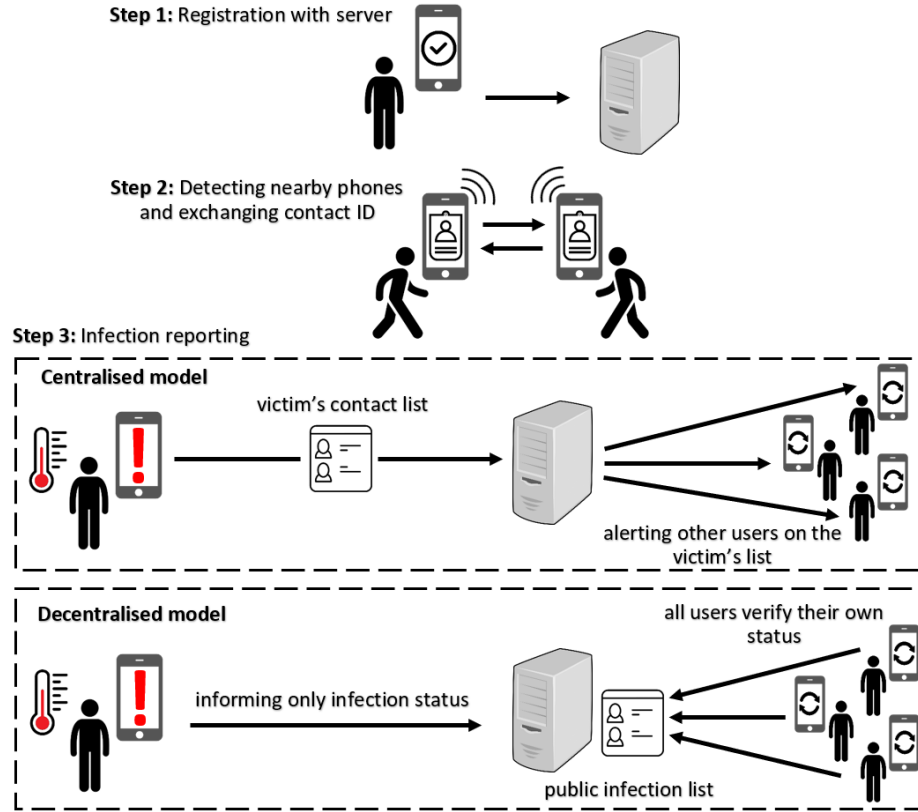 Step 1: Registration with server
Step 2: Detecting nearby phones
and exchanging contact ID
Step 3: Infection reporting
Centralised model
victim's contact list
alerting other users on the
victim's list
Decentralised model
all users verify their own
status
informing only infection status
public infection list